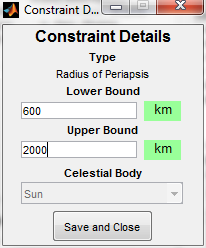 Constraint D...
Constraint Details
Type
Radius of Periapsis
Lower Bound
600 km
Upper Bound
2000 km
Celestial Body
Sun
Save and Close